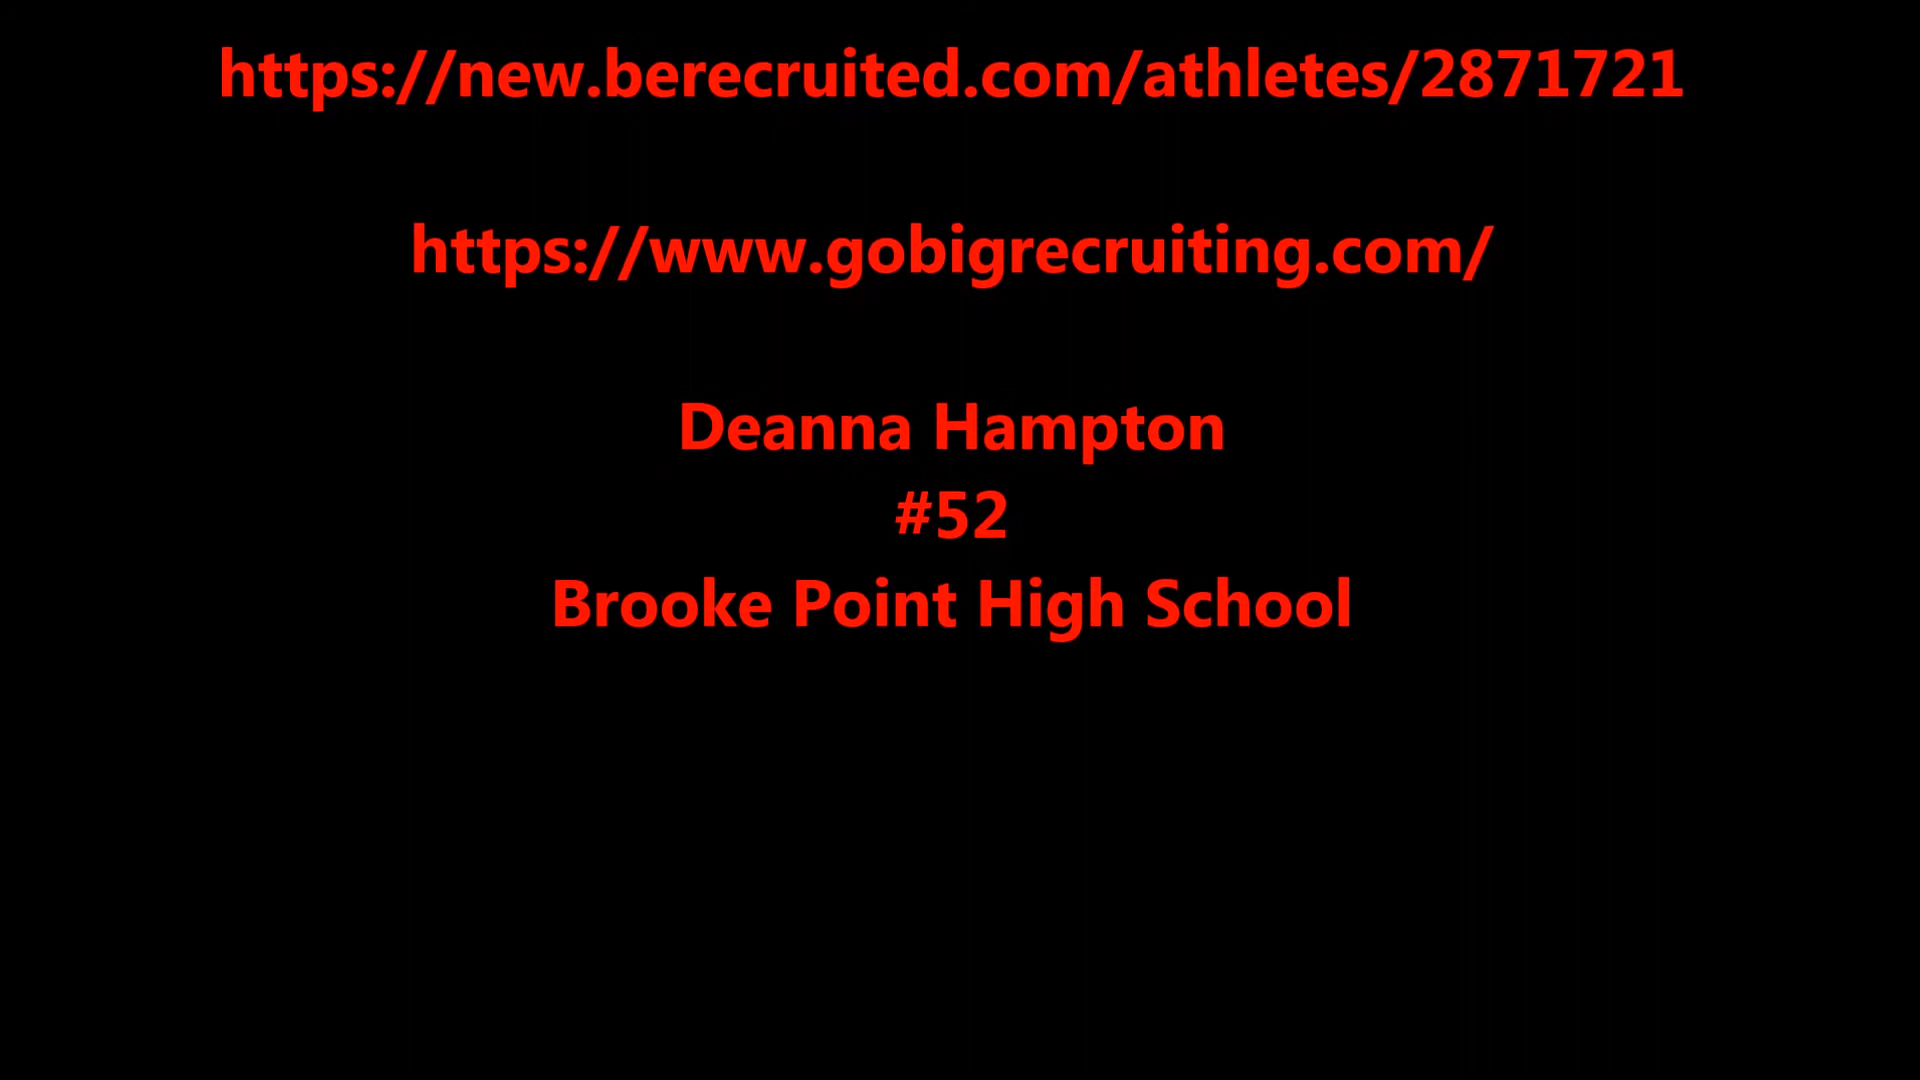 https://new.berecruited.com/athletes/2871721
https://www.gobigrecruiting.com/
Deanna Hampton
#52
Brooke Point High School